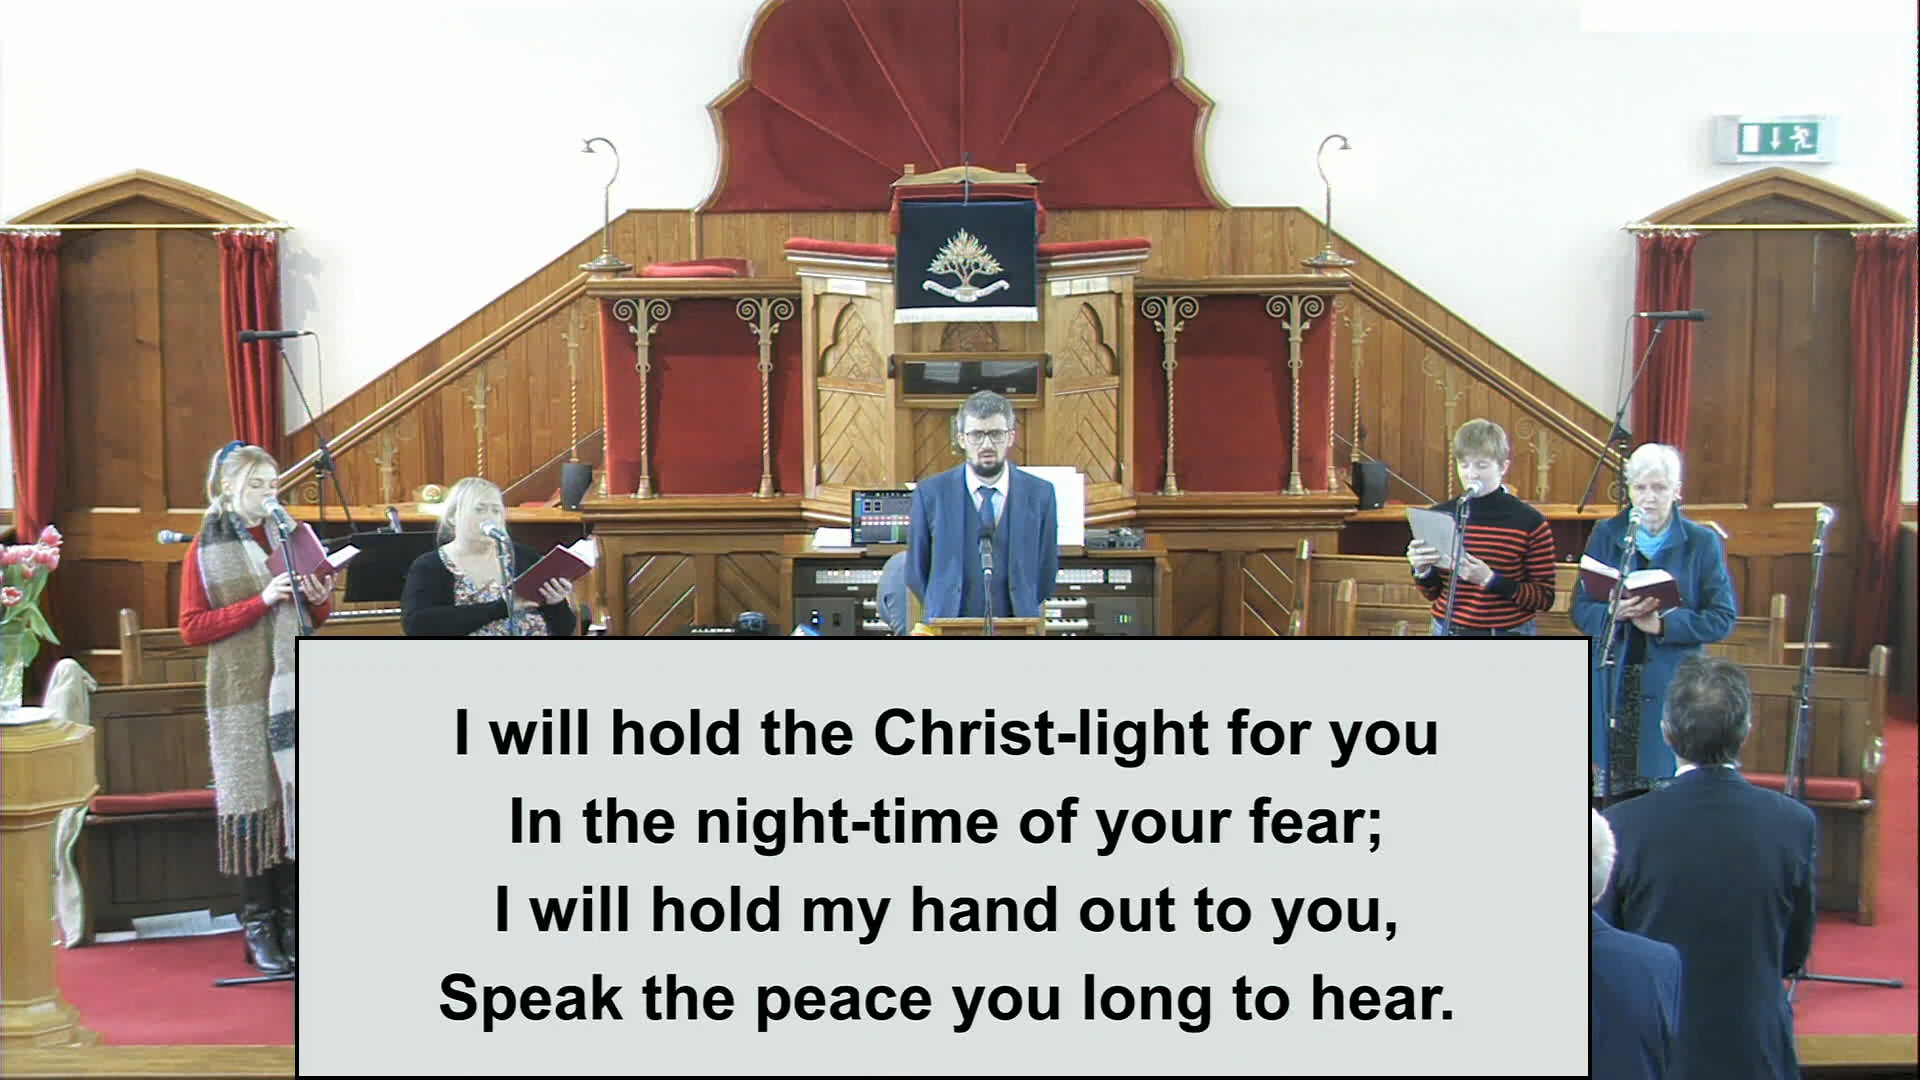 I will hold the Christ-light for you
In the night-time of your fear;
I will hold my hand out to you,
Speak the peace you long to hear.